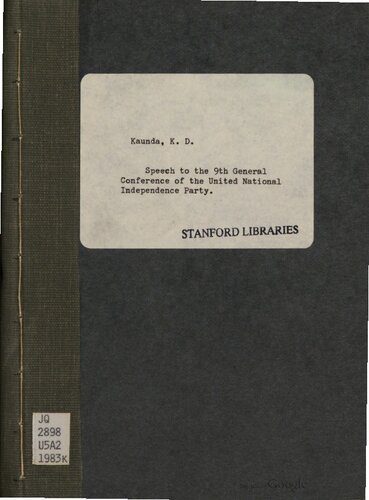 Kaunda, K. D.
Speech to the 9th General
Conference of the United National
Independence Party.
STANFORD LIBRARIES
JQ
2898
U5A2
1983K
Google